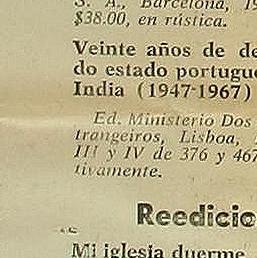 S. A., Barcelona, 19
$38.00, en rústica.
Veinte años de de
do estado portugue
India (1947-1967)
Ed. Ministerio Dos
trangeiros, Lisboa,
III y IV de 376 y 467
tivamente.
Reedicio
Mi iglesia duerme